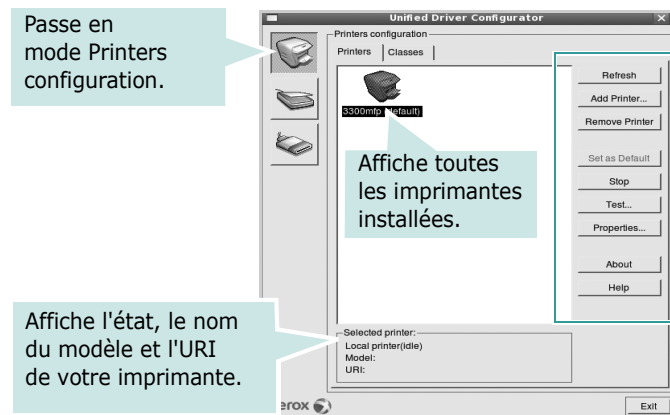 Passe en
mode Printers
configuration.
Unified Driver Configurator
Printers configuration
Printers
Classes
3300mfp
Affiche toutes
les imprimantes
installées.
Refresh
Add Printer...
Remove Printer
Set as Default
Stop
Test...
Properties...
About
Help
Affiche l'état, le nom
du modèle et l'URI
de votre imprimante.
Selected printer:
Local printer(idle)
Model:
URI:
Exit